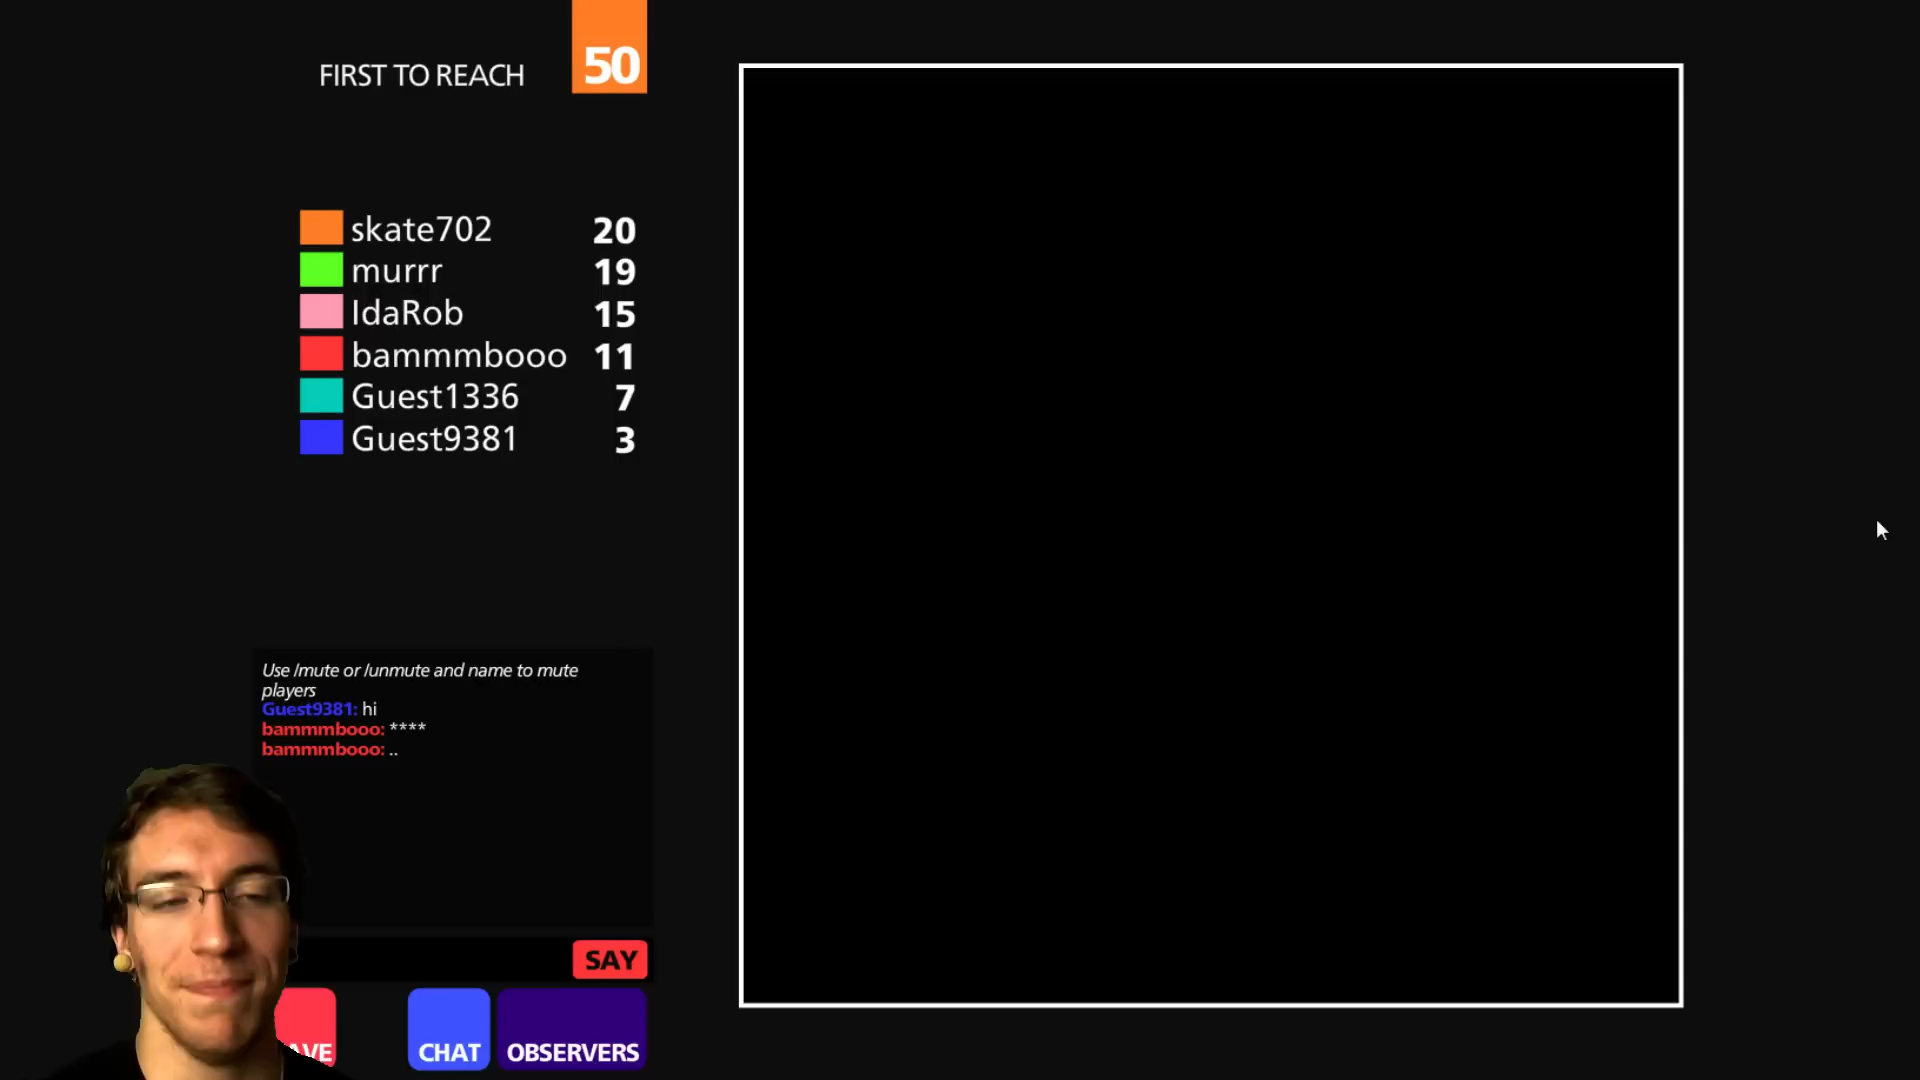 FIRST TO REACH 50
skate702 20
murrr 19
IdaRob 15
bammmbooo 11
Guest1336 7
Guest9381 3
Use /mute or /unmute and name to mute
players
Guest9381: hi
bammmbooo: ****
bammmbooo: ..
SAY
AVE CHAT OBSERVERS